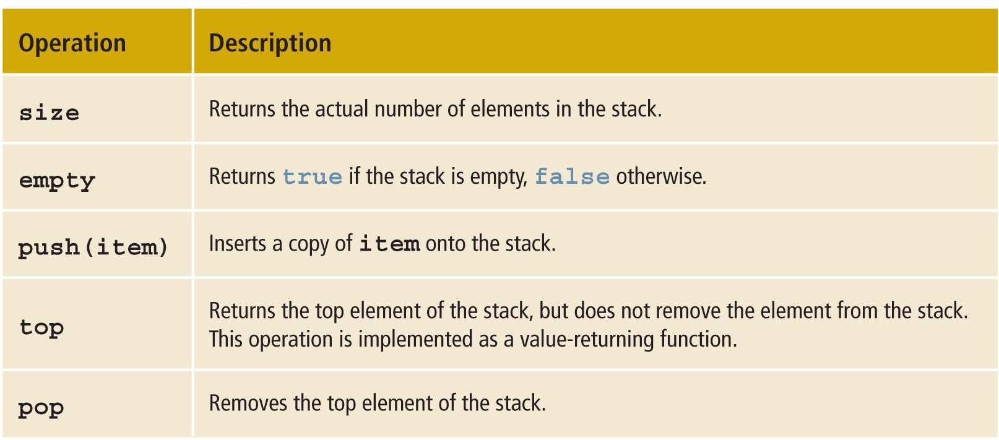 Operation Description
size Returns the actual number of elements in the stack.
empty Returns true if the stack is empty, false otherwise.
push(item) Inserts a copy of item onto the stack.
top Returns the top element of the stack, but does not remove the element from the stack.
This operation is implemented as a value-returning function.
pop Removes the top element of the stack.